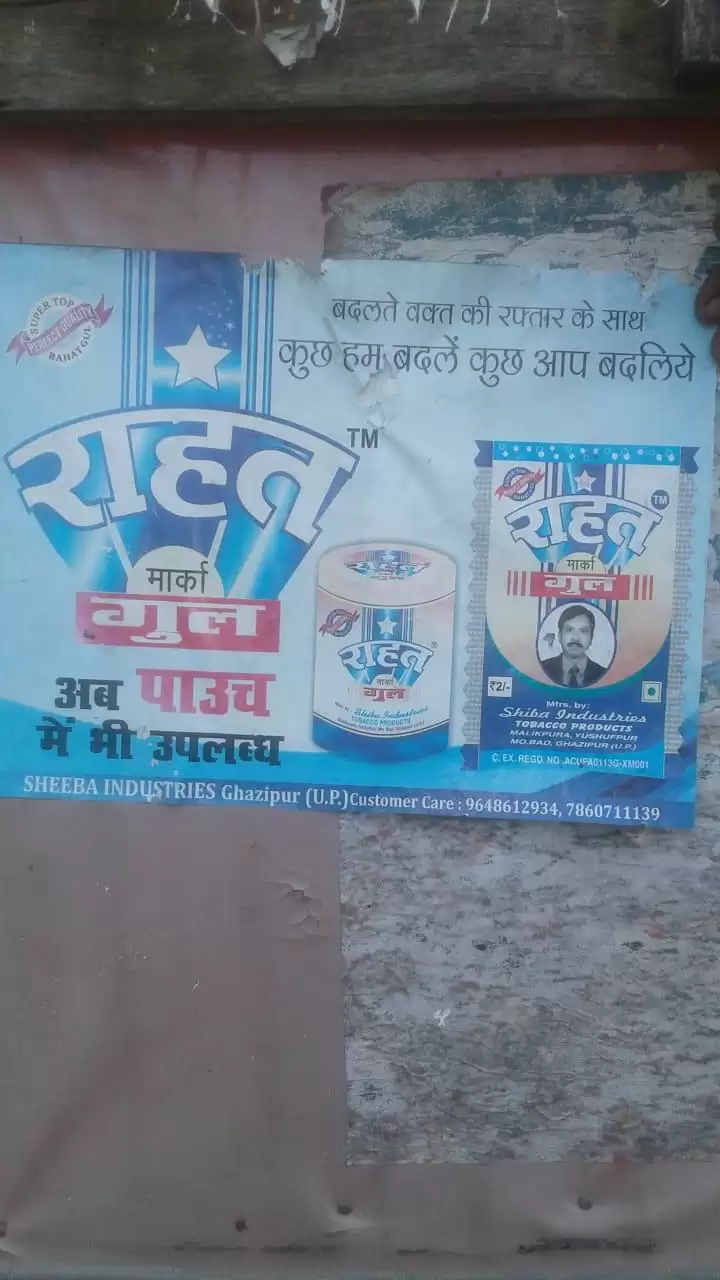 SUPER TOP
PERFECT QUALITY
RAHAT GUL
बदलते वक्त की रफ्तार के साथ
कुछ हम बदलें कुछ आप बदलिये
राहत TM
मार्का
गुल
अब पाउच
में भी उपलब्ध
राहत
राहत ®
मार्का
गुल
Shiba Industries
TOBACCO PRODUCTS
राहत TM
मार्का
गुल
₹2/-
Mtrs. by:
Shiba Industries
TOBACCO PRODUCTS
MALIKPURA, YUSHUFPUR
MO.BAD, GHAZIPUR (U.P.)
C. EX. REGD. NO. ACUPA0113G-XM001
SHEEBA INDUSTRIES Ghazipur (U.P.) Customer Care : 9648612934, 7860711139